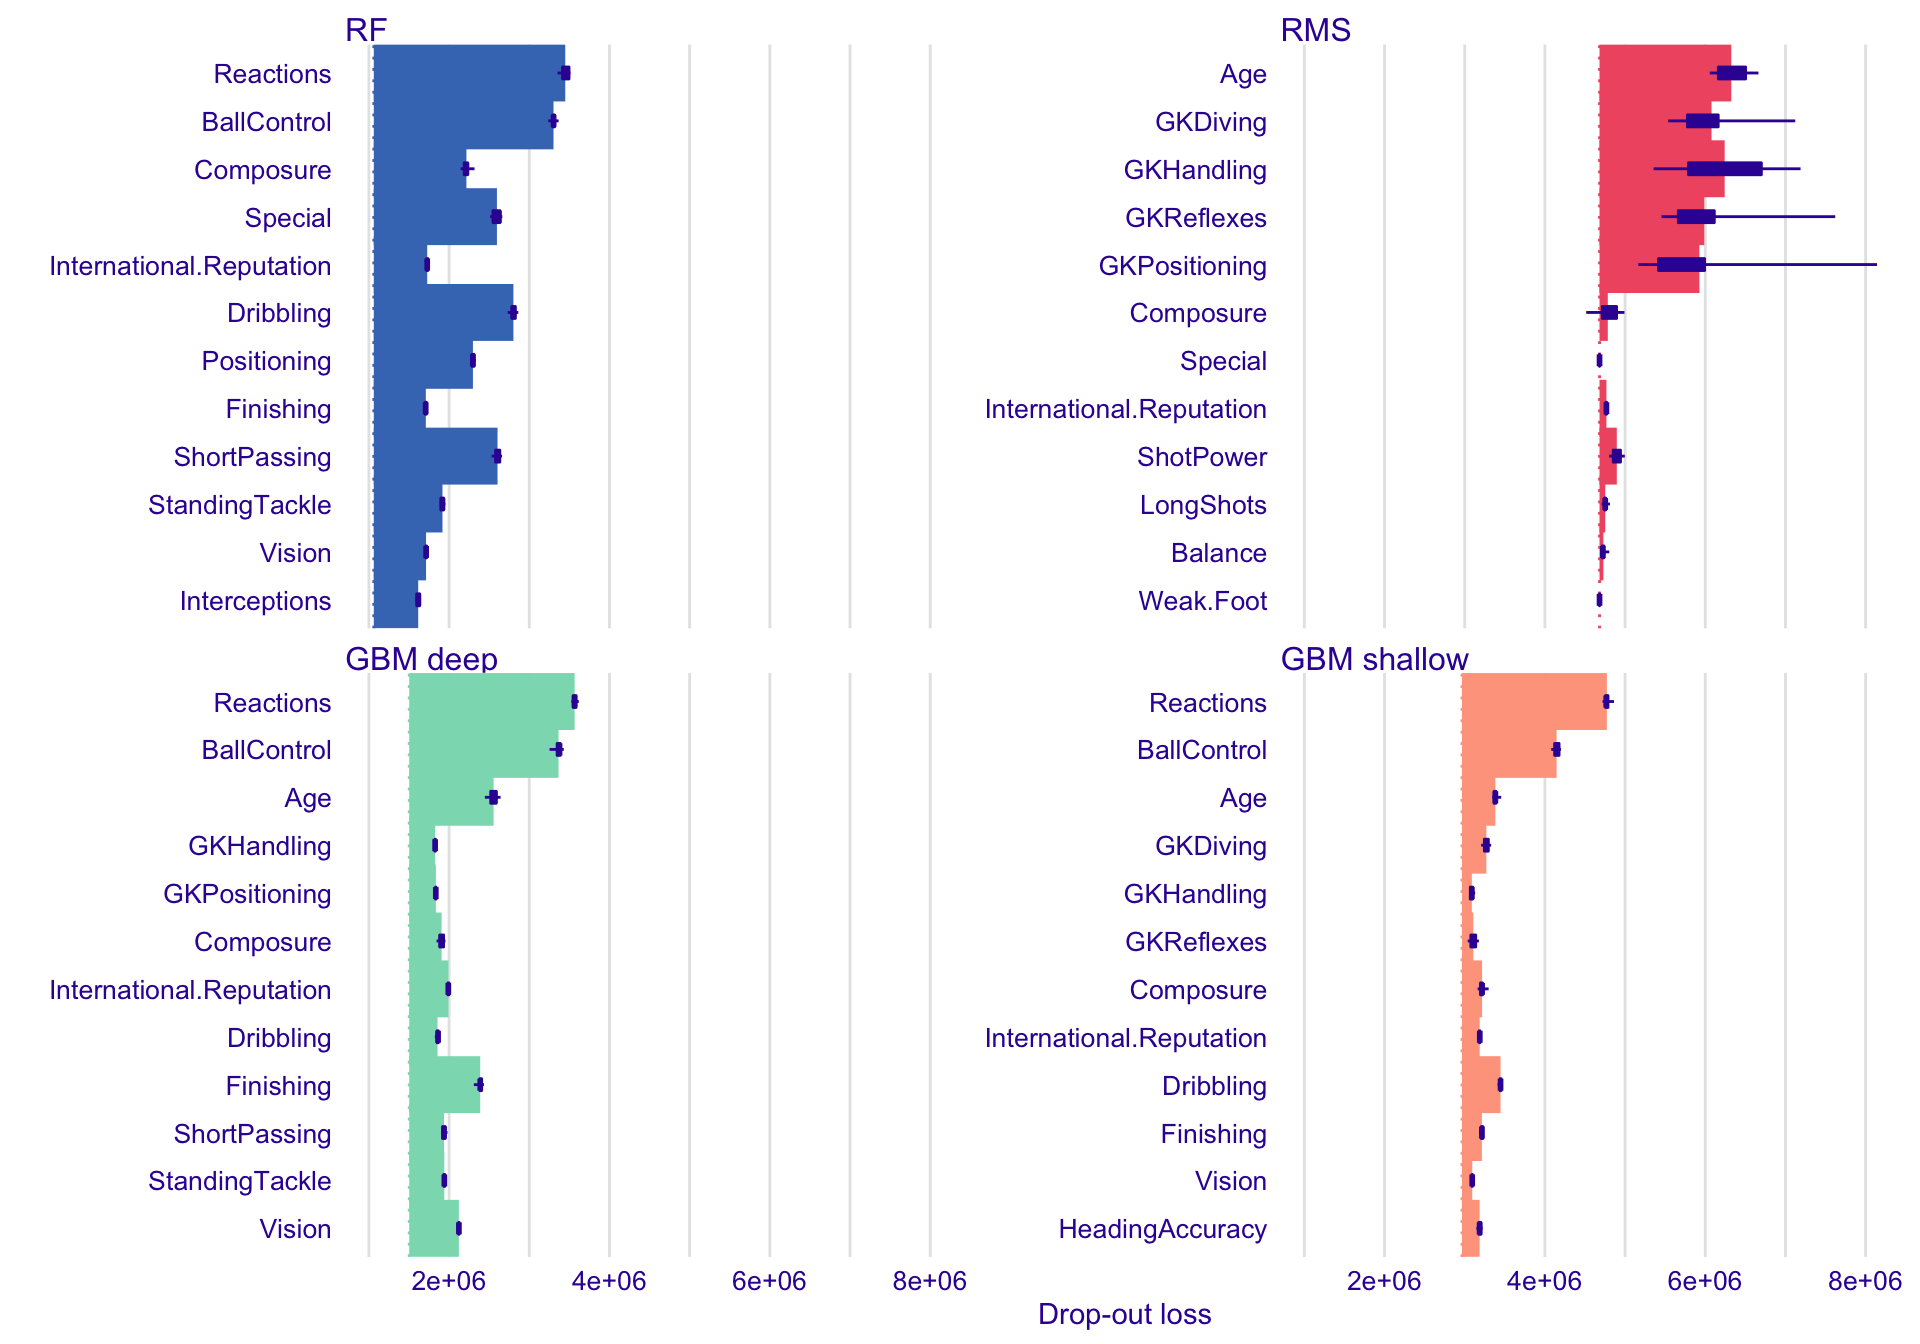 RF
Reactions
BallControl
Composure
Special
International.Reputation
Dribbling
Positioning
Finishing
ShortPassing
StandingTackle
Vision
Interceptions
RMS
Age
GKDiving
GKHandling
GKReflexes
GKPositioning
Composure
Special
International.Reputation
ShotPower
LongShots
Balance
Weak.Foot
GBM deep
Reactions
BallControl
Age
GKHandling
GKPositioning
Composure
International.Reputation
Dribbling
Finishing
ShortPassing
StandingTackle
Vision
2e+06 4e+06 6e+06 8e+06
GBM shallow
Reactions
BallControl
Age
GKDiving
GKHandling
GKReflexes
Composure
International.Reputation
Dribbling
Finishing
Vision
HeadingAccuracy
2e+06 4e+06 6e+06 8e+06
Drop-out loss